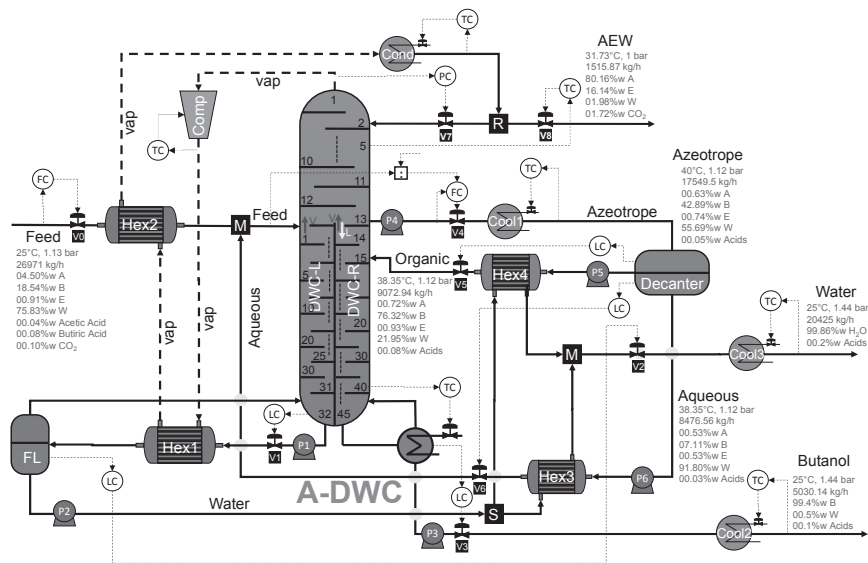 TC
Cond
AEW
31.73°C, 1 bar
1515.87 kg/h
80.16%w A
16.14%w E
01.98%w W
01.72%w CO2
vap
vap
PC
TC
1
2
V7
R
V8
5
Comp
TC
vap
10
11
12
13
FC
V0
Hex2
M
Feed
Feed
25°C, 1.13 bar
26971 kg/h
04.50%w A
18.54%w B
00.91%w E
75.83%w W
00.04%w Acetic Acid
00.08%w Butiric Acid
00.10%w CO2
:
FC
P4
V4
TC
Cool1
Azeotrope
Azeotrope
40°C, 1.12 bar
17549.5 kg/h
00.63%w A
42.89%w B
00.74%w E
55.69%w W
00.05%w Acids
V
V
L
14
15
20
30
40
45
1
5
10
20
25
30
31
32
DWC-L
DWC-R
Organic
38.35°C, 1.12 bar
9072.94 kg/h
00.72%w A
76.32%w B
00.93%w E
21.95%w W
00.08%w Acids
V5
LC
Hex4
P5
LC
Decanter
Water
25°C, 1.44 bar
20425 kg/h
99.86%w H2O
00.2%w Acids
TC
M
V2
Cool3
Aqueous
vap
vap
Aqueous
38.35°C, 1.12 bar
8476.56 kg/h
00.53%w A
07.11%w B
00.53%w E
91.80%w W
00.03%w Acids
FL
Hex1
LC
V1
P1
TC
LC
V6
Hex3
P6
LC
A-DWC
P2
Water
S
P3
V3
Butanol
25°C, 1.44 bar
5030.14 kg/h
99.4%w B
00.5%w W
00.1%w Acids
TC
Cool2